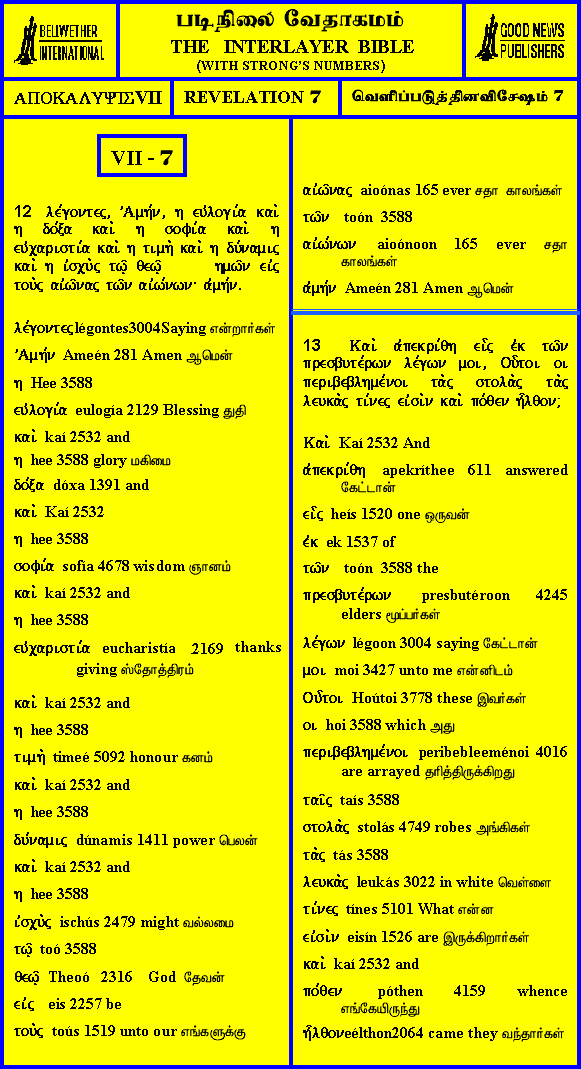 BELLWETHER
INTERNATIONAL
படிநிலை வேதாகமம்
THE INTERLAYER BIBLE
(WITH STRONG'S NUMBERS)
GOOD NEWS
PUBLISHERS
ΑΠΟΚΑΛΥΨΙΣVII
REVELATION 7
வெளிப்படுத்தினவிசேஷம் 7
VII - 7
12 λέγοντες, Ἀμήν, η εὐλογία καὶ
η δόξα καὶ η σοφία καὶ η
εὐχαριστία καὶ η τιμὴ καὶ η δύναμις
καὶ η ἰσχὺς τῷ θεῷ ημῶν εἰς
τοὺς αἰῶνας τῶν αἰώνων· ἀμήν.
λέγοντεςlégontes3004Saying என்றார்கள்
Ἀμήν Ameén 281 Amen ஆமென்
η Hee 3588
εὐλογία eulogía 2129 Blessing துதி
καὶ kaí 2532 and
η hee 3588 glory மகிமை
δόξα dóxa 1391 and
καὶ Kaí 2532
η hee 3588
σοφία sofía 4678 wisdom ஞானம்
καὶ kaí 2532 and
η hee 3588
εὐχαριστία eucharistía 2169 thanks
giving ஸ்தோத்திரம்
καὶ kaí 2532 and
η hee 3588
τιμὴ timeé 5092 honour கனம்
καὶ kaí 2532 and
η hee 3588
δύναμις dúnamis 1411 power பெலன்
καὶ kaí 2532 and
η hee 3588
ἰσχὺς ischús 2479 might வல்லமை
τῷ toó 3588
θεῷ Theoó 2316 God தேவன்
εἰς eis 2257 be
τοὺς toús 1519 unto our எங்களுக்கு
αἰῶνας aioónas 165 ever சதா காலங்கள்
τῶν toón 3588
αἰώνων aioónoon 165 ever சதா
காலங்கள்
ἀμήν Ameén 281 Amen ஆமென்
13 Καὶ ἀπεκρίθη εἷς ἐκ τῶν
πρεσβυτέρων λέγων μοι, Οὗτοι οι
περιβεβλημένοι τὰς στολὰς τὰς
λευκὰς τίνες εἰσὶν καὶ πόθεν ἦλθον;
Καὶ Kaí 2532 And
ἀπεκρίθη apekríthee 611 answered
கேட்டான்
εἷς heís 1520 one ஒருவன்
ἐκ ek 1537 of
τῶν toón 3588 the
πρεσβυτέρων presbutéroon 4245
elders மூப்பர்கள்
λέγων légoon 3004 saying கேட்டான்
μοι moi 3427 unto me என்னிடம்
Οὗτοι Hoútoi 3778 these இவர்கள்
οι hoi 3588 which அது
περιβεβλημένοι peribebleeménoi 4016
are arrayed தரித்திருக்கிறது
ταῖς taís 3588
στολὰς stolás 4749 robes அங்கிகள்
τὰς tás 3588
λευκὰς leukás 3022 in white வெள்ளை
τίνες tínes 5101 What என்ன
εἰσὶν eisín 1526 are இருக்கிறார்கள்
καὶ kaí 2532 and
πόθεν póthen 4159 whence
எங்கேயிருந்து
ἦλθονeélthon2064 came they வந்தார்கள்